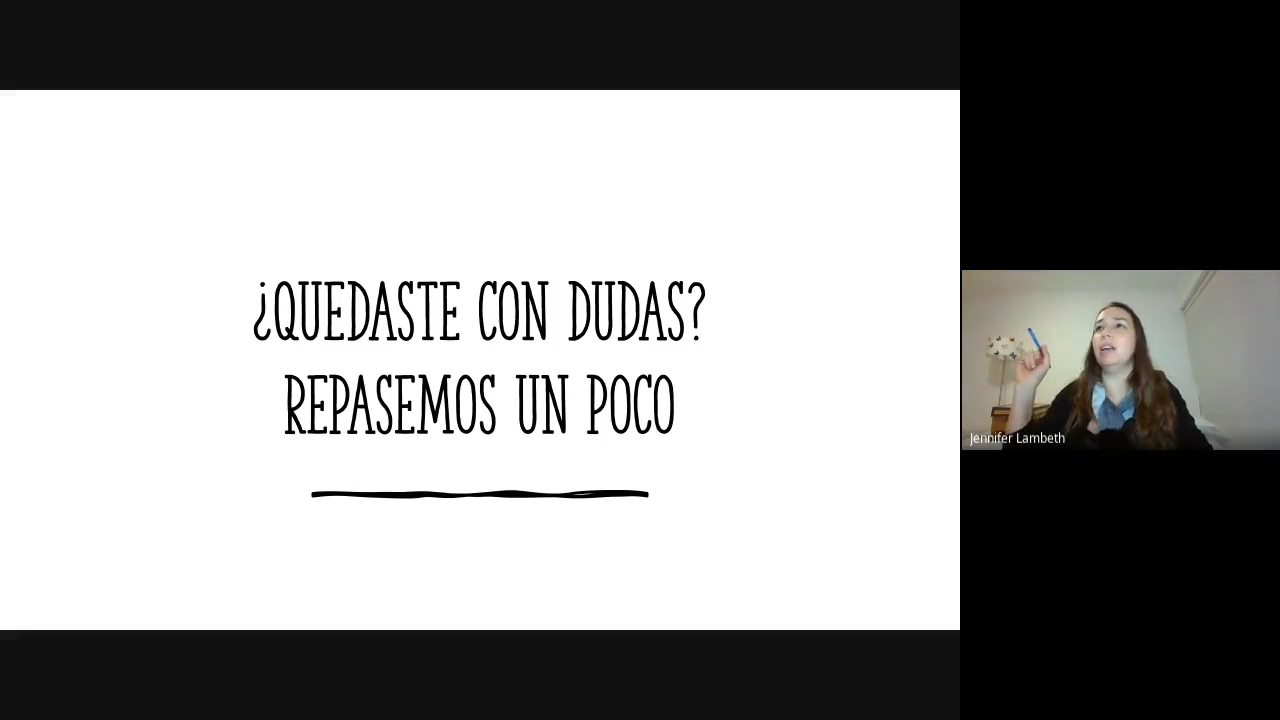 ¿QUEDASTE CON DUDAS?
REPASEMOS UN POCO
Jennifer Lambeth